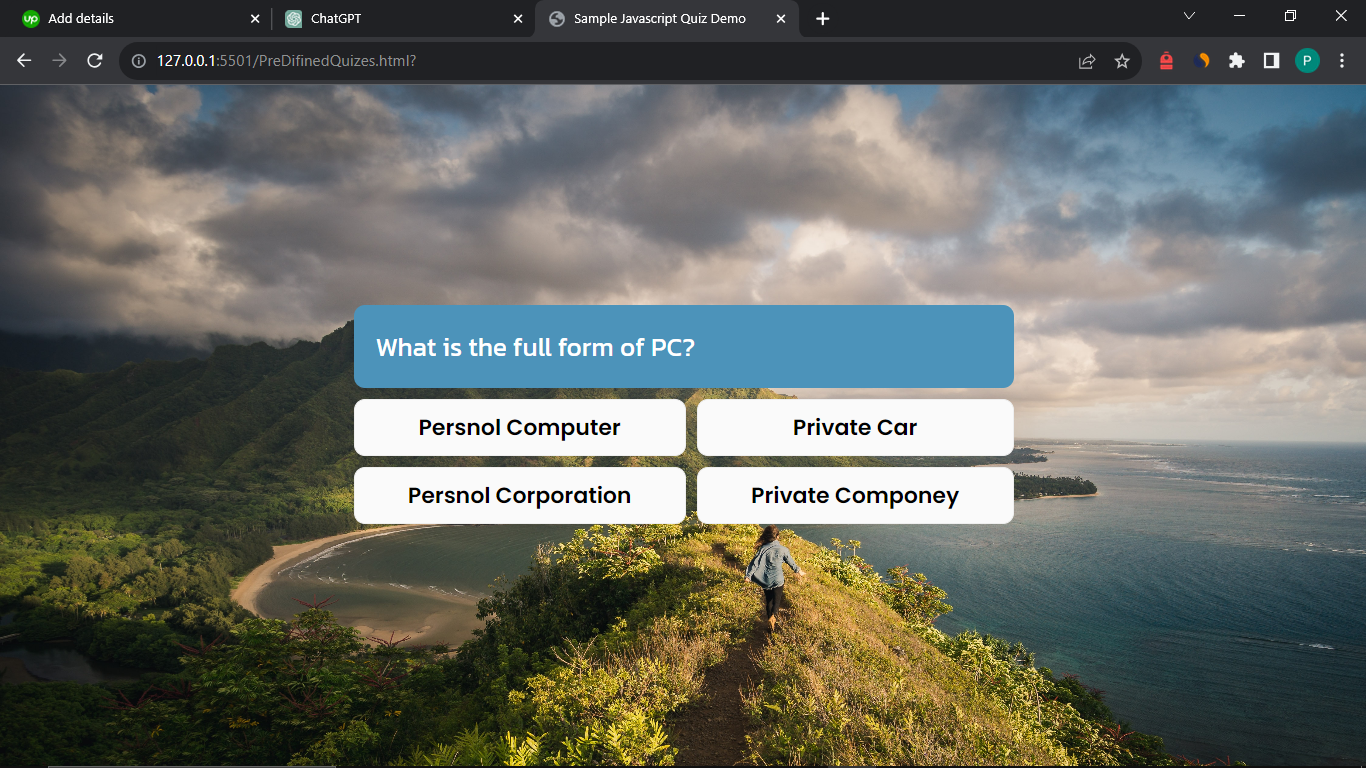 up Add details
ChatGPT
Sample Javascript Quiz Demo
127.0.0.1:5501/PreDifinedQuizes.html?
P
What is the full form of PC?
Persnol Computer
Private Car
Persnol Corporation
Private Componey